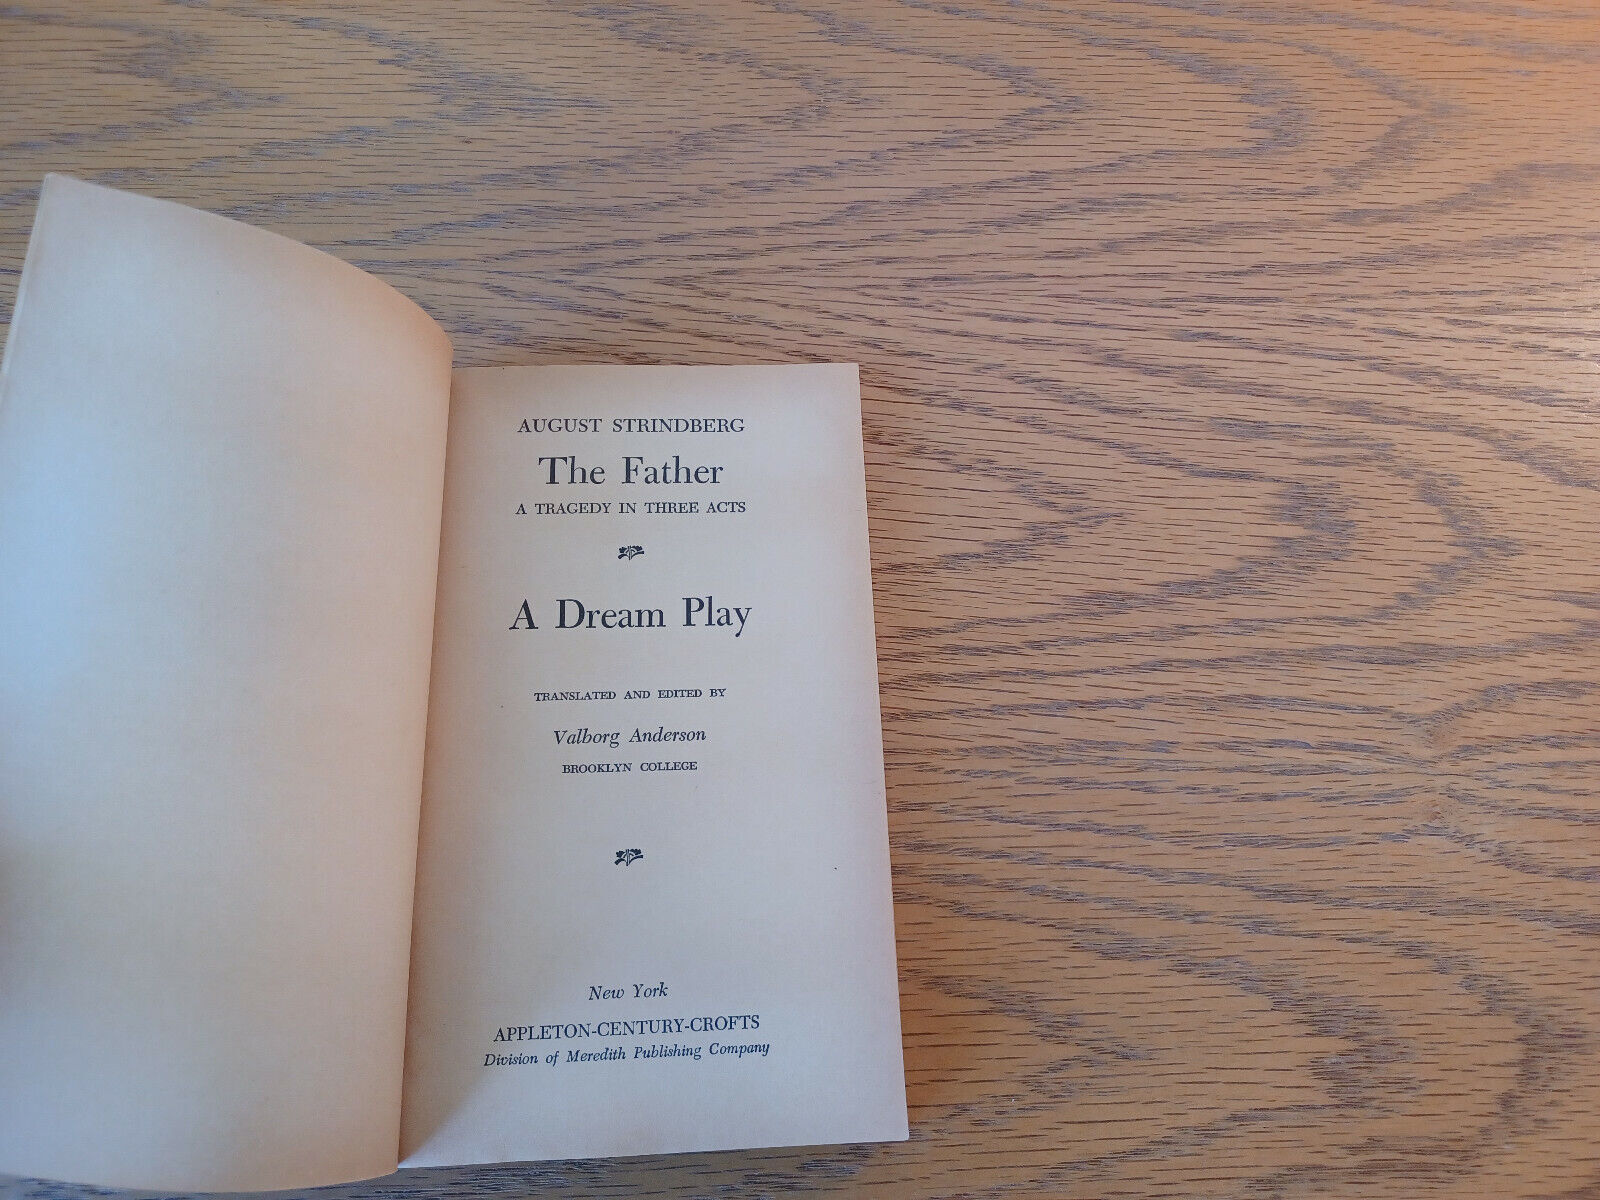 AUGUST STRINDBERG
The Father
A TRAGEDY IN THREE ACTS
A Dream Play
TRANSLATED AND EDITED BY
Valborg Anderson
BROOKLYN COLLEGE
New York
APPLETON-CENTURY-CROFTS
Division of Meredith Publishing Company